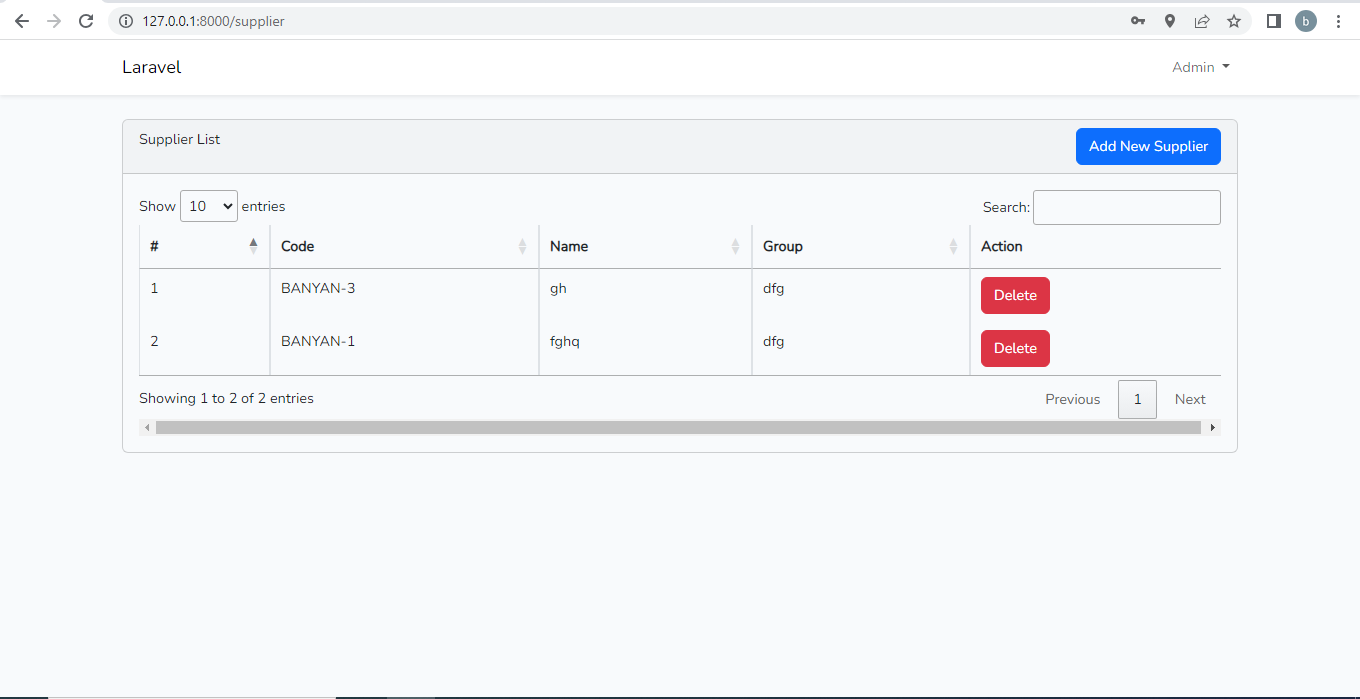 127.0.0.1:8000/supplier
b
Laravel
Admin
Supplier List
Add New Supplier
Show 10 entries
Search:
# Code Name Group Action
1 BANYAN-3 gh dfg Delete
2 BANYAN-1 fghq dfg Delete
Showing 1 to 2 of 2 entries
Previous 1 Next